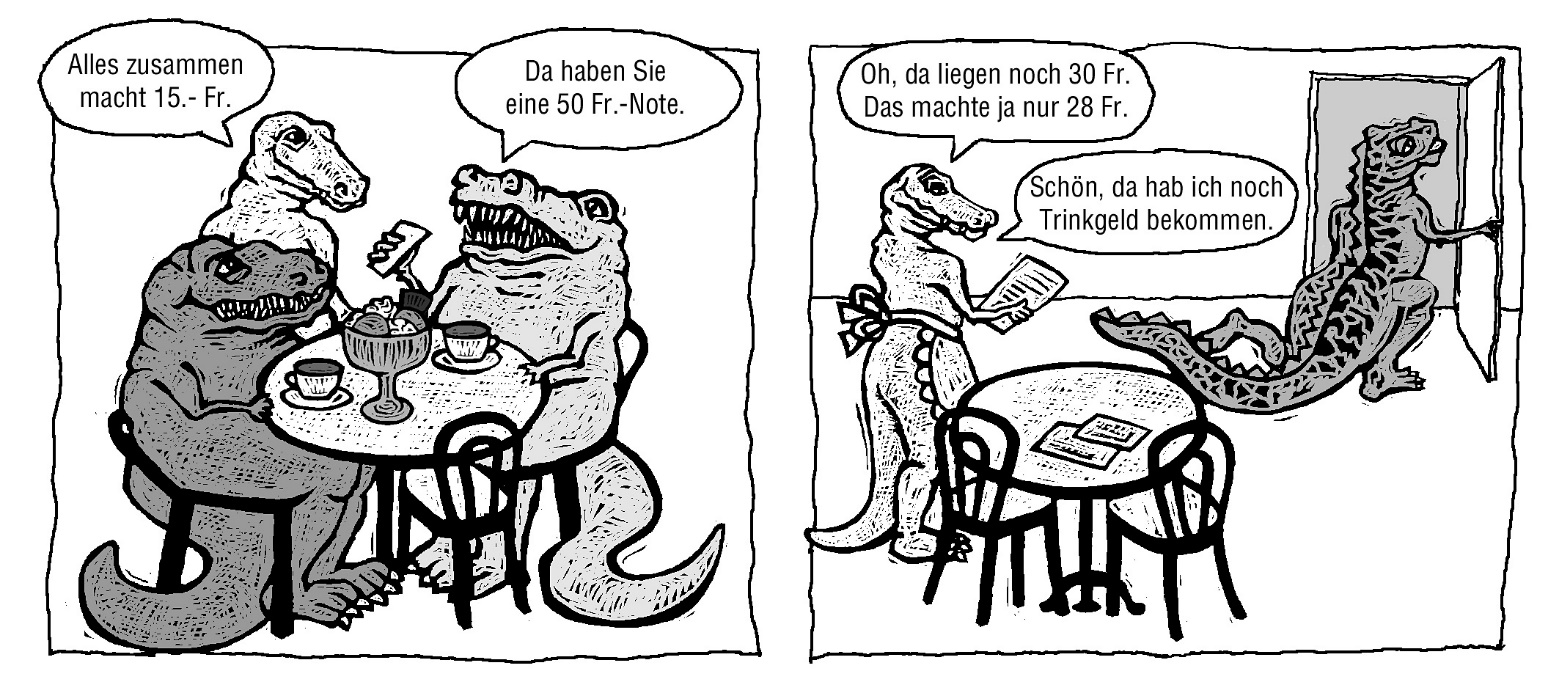 Alles zusammen
macht 15.- Fr.
Da haben Sie
eine 50 Fr.-Note.
Oh, da liegen noch 30 Fr.
Das machte ja nur 28 Fr.
Schön, da hab ich noch
Trinkgeld bekommen.